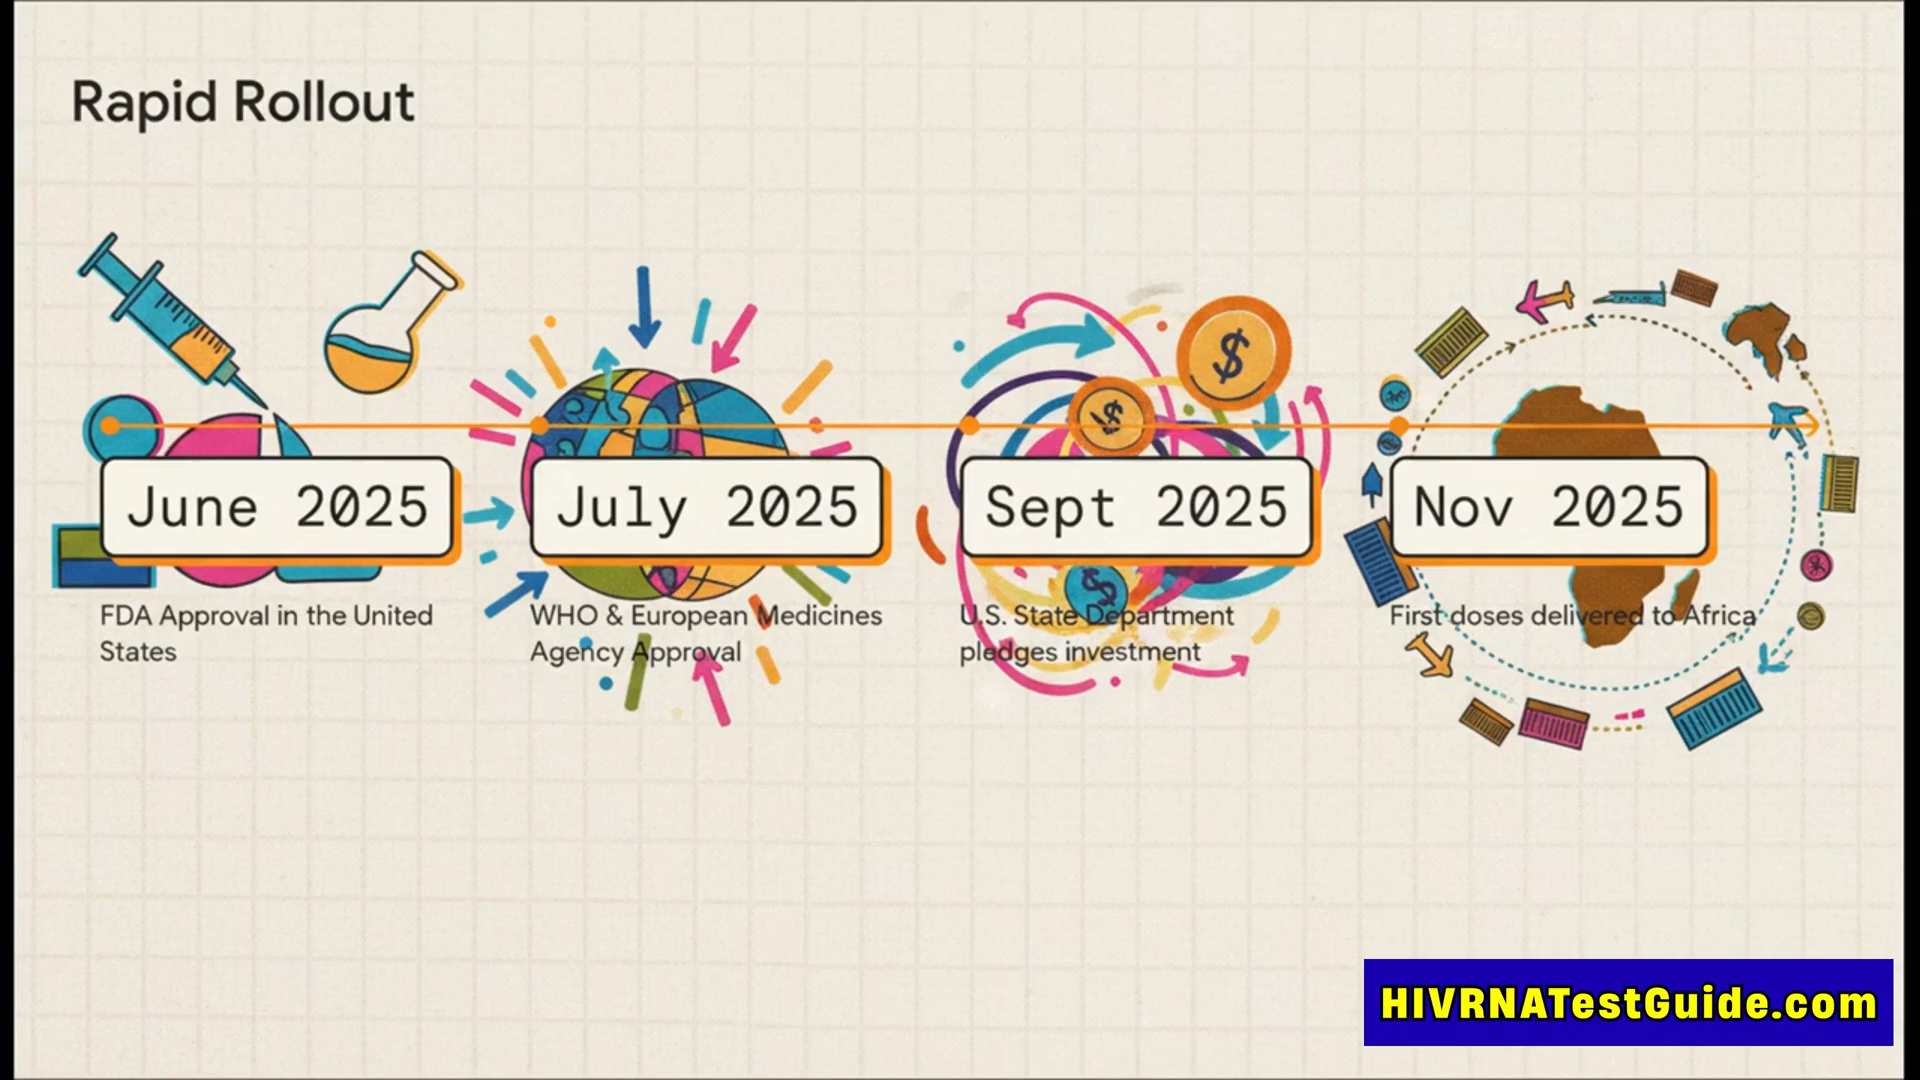 Rapid Rollout
June 2025
FDA Approval in the United
States
July 2025
WHO & European Medicines
Agency Approval
Sept 2025
U.S. State Department
pledges investment
Nov 2025
First doses delivered to Africa
$
$
$
HIVRNATestGuide.com